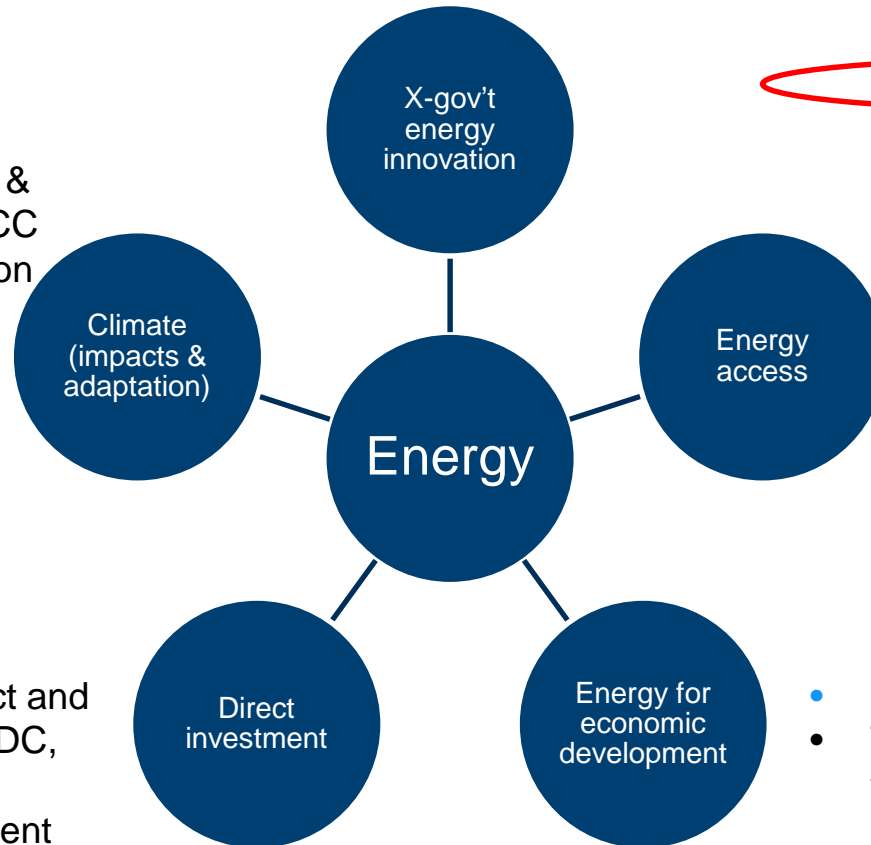 X-gov't
energy
innovation
&
CC
on
Climate
(impacts &
adaptation)
Energy
access
Energy
Direct
investment
Energy for
economic
development
ct and
DC,
ent